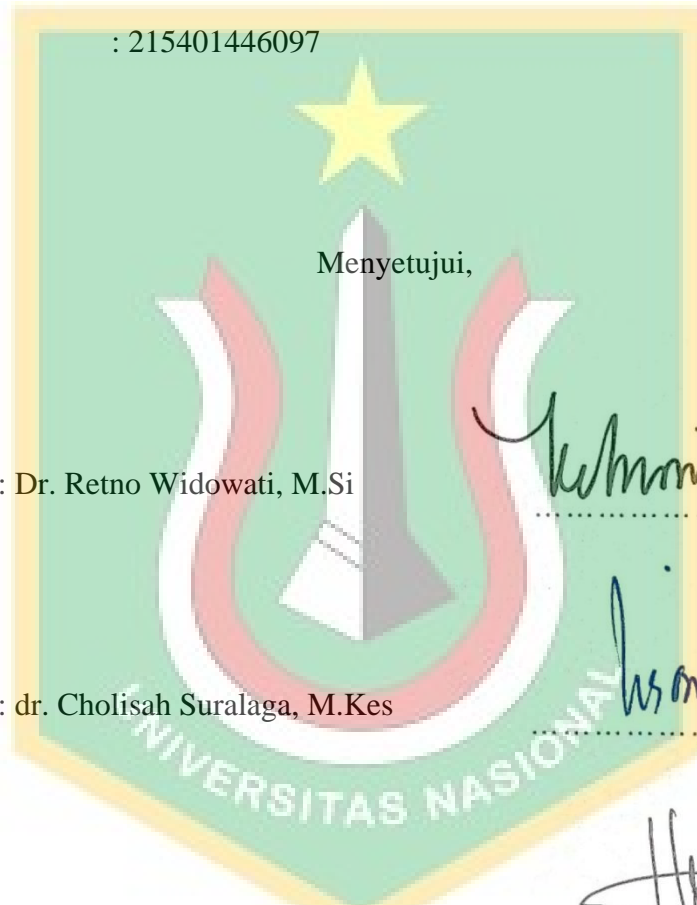 : 215401446097
Menyetujui,
: Dr. Retno Widowati, M.Si
: dr. Cholisah Suralaga, M.Kes
UNIVERSITAS NASIONAL